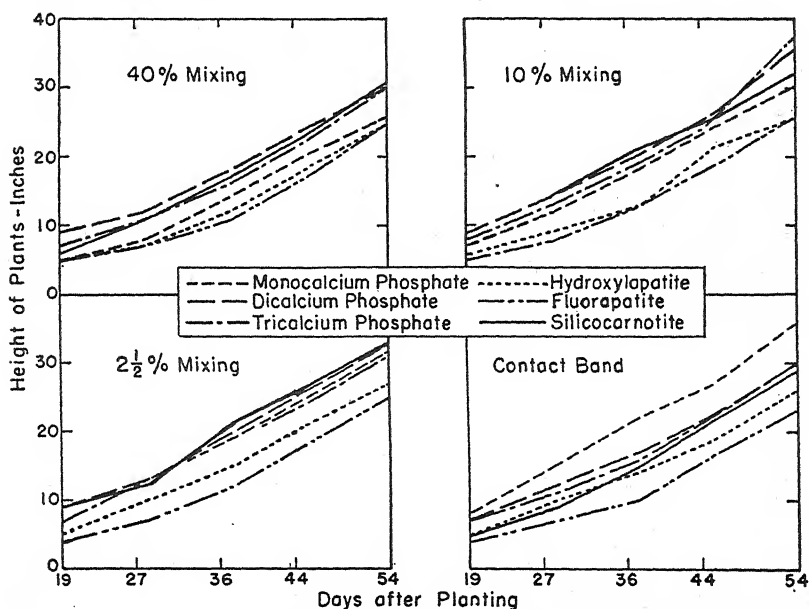 40
30
20
10
0
40% Mixing
10% Mixing
Height of Plants-Inches
Monocalcium Phosphate
Dicalcium Phosphate
Tricalcium Phosphate
Hydroxylapatite
Fluorapatite
Silicocarnotite
30
20
10
0
2 1/2 % Mixing
Contact Band
19 27 36 44 54
19 27 36 44 54
Days after Planting